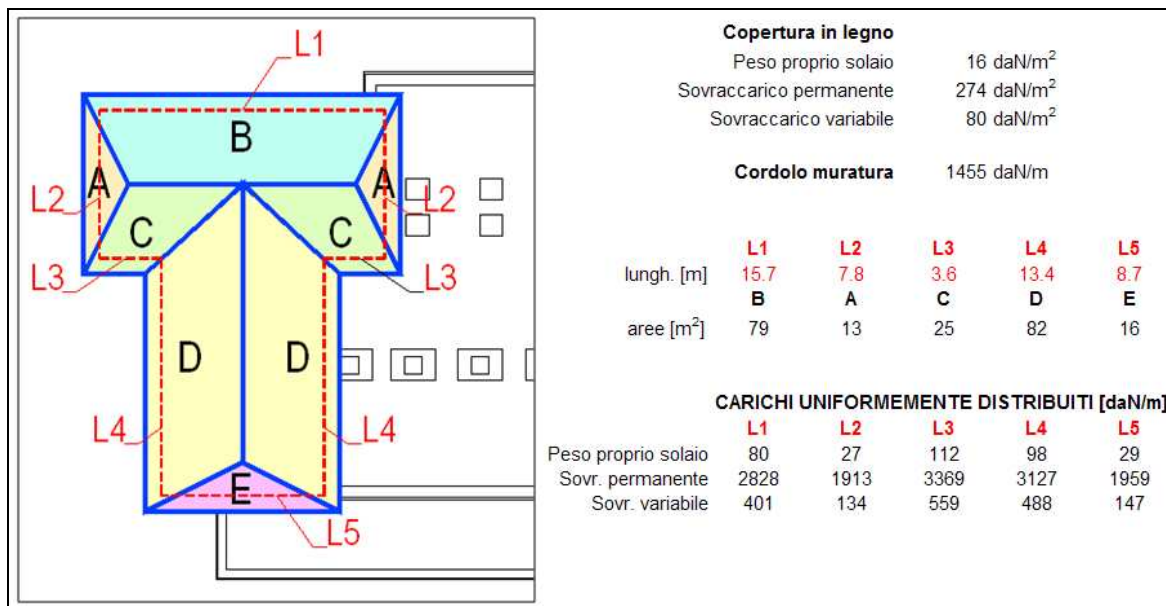 L1
B
A
A
L2
L2
C
C
L3
L3
D
D
L4
L4
E
L5
Copertura in legno
Peso proprio solaio 16 daN/m²
Sovraccarico permanente 274 daN/m²
Sovraccarico variabile 80 daN/m²
Cordolo muratura 1455 daN/m
L1 L2 L3 L4 L5
lungh. [m] 15.7 7.8 3.6 13.4 8.7
B A C D E
aree [m²] 79 13 25 82 16
CARICHI UNIFORMEMENTE DISTRIBUITI [daN/m]
L1 L2 L3 L4 L5
Peso proprio solaio 80 27 112 98 29
Sovr. permanente 2828 1913 3369 3127 1959
Sovr. variabile 401 134 559 488 147